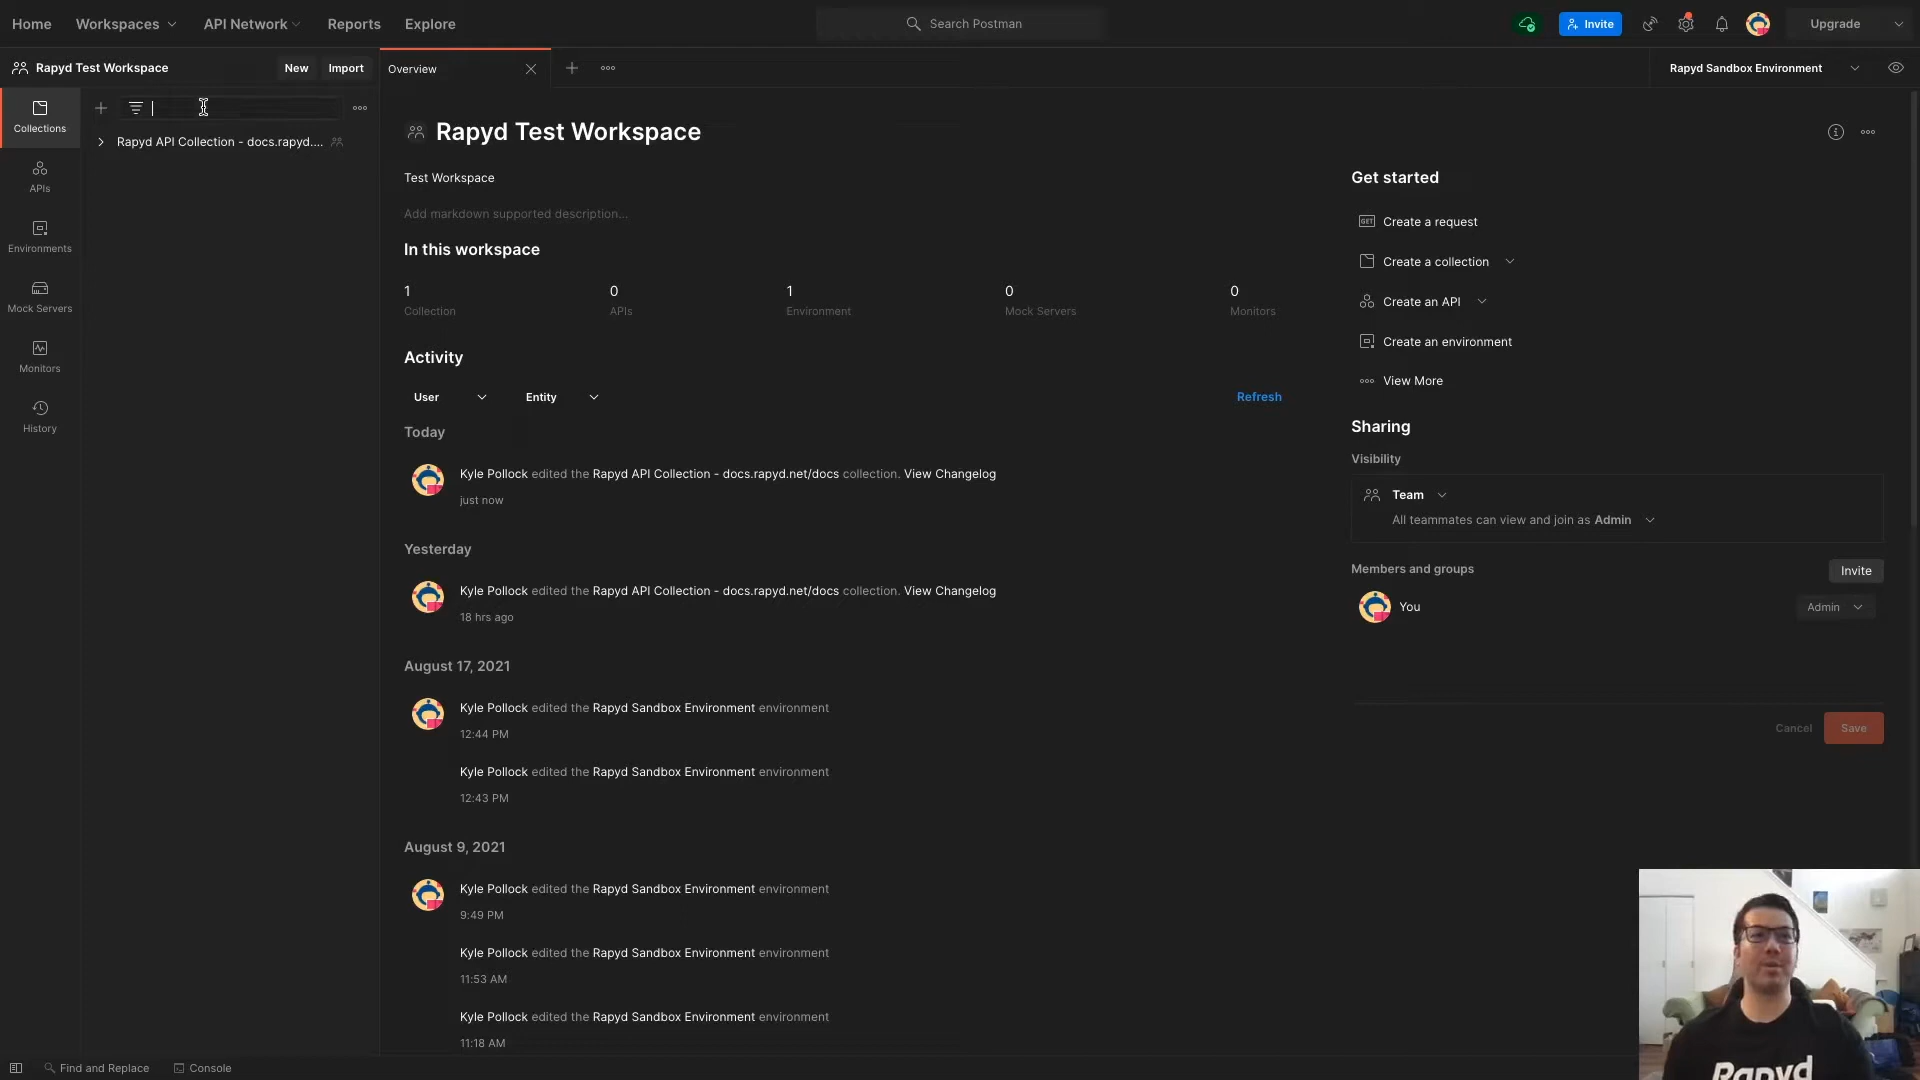 Home
Workspaces
API Network
Reports
Explore
Search Postman
Invite
Upgrade
Rapyd Test Workspace
New
Import
Overview
Rapyd Sandbox Environment
Collections
APIs
Environments
Mock Servers
Monitors
History
Rapyd API Collection - docs.rapyd....
Rapyd Test Workspace
Test Workspace
Add markdown supported description...
In this workspace
1
Collection
0
APIs
1
Environment
0
Mock Servers
0
Monitors
Activity
User
Entity
Refresh
Today
Kyle Pollock edited the Rapyd API Collection - docs.rapyd.net/docs collection. View Changelog
just now
Yesterday
Kyle Pollock edited the Rapyd API Collection - docs.rapyd.net/docs collection. View Changelog
18 hrs ago
August 17, 2021
Kyle Pollock edited the Rapyd Sandbox Environment environment
12:44 PM
Kyle Pollock edited the Rapyd Sandbox Environment environment
12:43 PM
August 9, 2021
Kyle Pollock edited the Rapyd Sandbox Environment environment
9:49 PM
Kyle Pollock edited the Rapyd Sandbox Environment environment
11:53 AM
Kyle Pollock edited the Rapyd Sandbox Environment environment
11:18 AM
Get started
GET Create a request
Create a collection
Create an API
Create an environment
View More
Sharing
Visibility
Team
All teammates can view and join as Admin
Members and groups
Invite
You
Admin
Cancel
Save
Rapyd
Find and Replace
Console